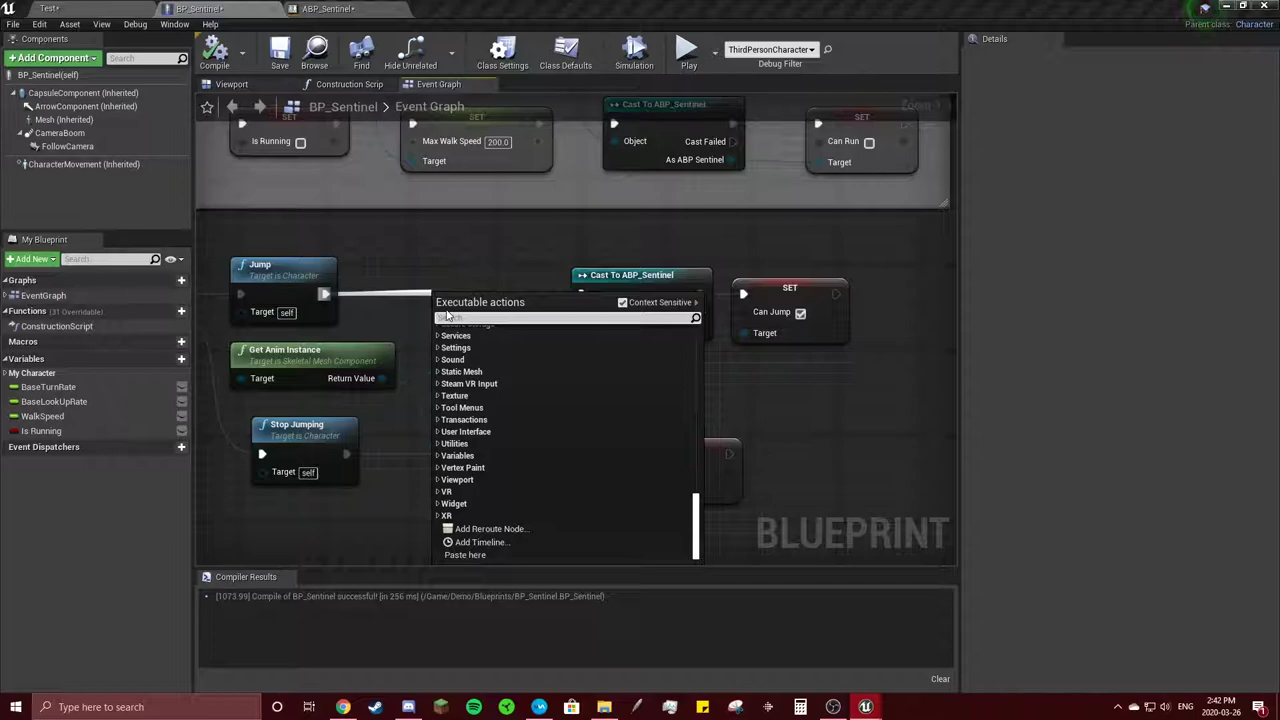 Test*
BP_Sentinel*
ABP_Sentinel*
File
Edit
Asset
View
Debug
Window
Help
Parent class: Character
Components
+ Add Component
Search
BP_Sentinel(self)
CapsuleComponent (Inherited)
ArrowComponent (Inherited)
Mesh (Inherited)
CameraBoom
FollowCamera
CharacterMovement (Inherited)
My Blueprint
+ Add New
Search
Graphs
EventGraph
Functions (31 Overridable)
ConstructionScript
Macros
Variables
My Character
BaseTurnRate
BaseLookUpRate
WalkSpeed
Is Running
Event Dispatchers
Compile
Save
Browse
Find
Hide Unrelated
Class Settings
Class Defaults
Simulation
Play
ThirdPersonCharacter
Debug Filter
Viewport
Construction Scrip
Event Graph
BP_Sentinel > Event Graph
Zoom
SET
Is Running
SET
Max Walk Speed 200.0
Target
Cast To ABP_Sentinel
Object
Cast Failed
As ABP Sentinel
SET
Can Run
Target
Jump
Target is Character
Target self
Get Anim Instance
Target is Skeletal Mesh Component
Target
Return Value
Stop Jumping
Target is Character
Target self
Cast To ABP_Sentinel
SET
Can Jump
Target
Executable actions
Context Sensitive
Services
Settings
Sound
Static Mesh
Steam VR Input
Texture
Tool Menus
Transactions
User Interface
Utilities
Variables
Vertex Paint
Viewport
VR
Widget
XR
Add Reroute Node...
Add Timeline...
Paste here
BLUEPRINT
Compiler Results
[1073.99] Compile of BP_Sentinel successful! [in 256 ms] (/Game/Demo/Blueprints/BP_Sentinel.BP_Sentinel)
Clear
Details
Type here to search
2:42 PM
2020-03-26